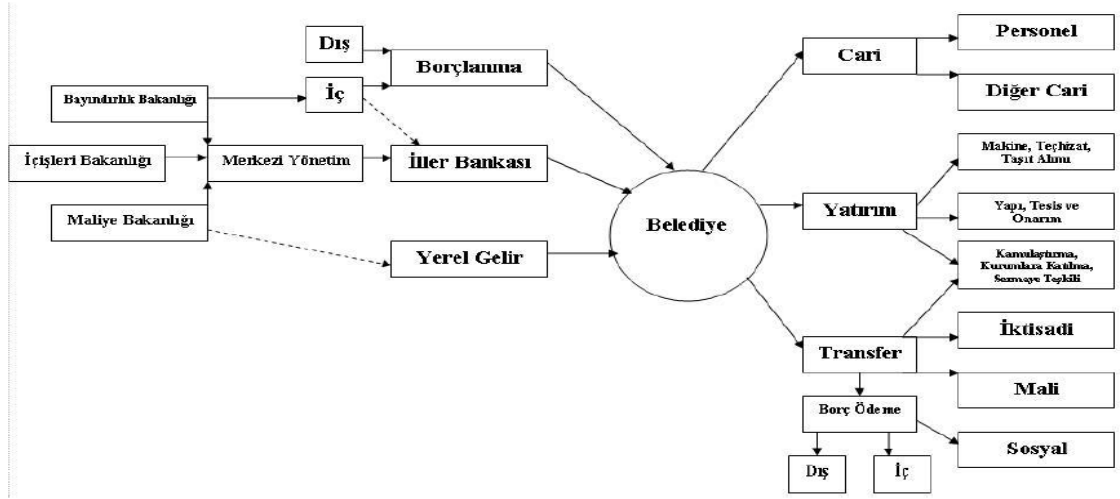 Dış
Borçlanma
İç
Bayındırlık Bakanlığı
İçişleri Bakanlığı
Merkezi Yönetim
İller Bankası
Maliye Bakanlığı
Yerel Gelir
Belediye
Cari
Personel
Diğer Cari
Makine, Teçhizat,
Taşıt Alımı
Yatırım
Yapı, Tesis ve
Onarım
Kamulaştırma,
Kurumlara Katılma,
Sermaye Teşkili
Transfer
İktisadi
Mali
Borç Ödeme
Sosyal
Dış
İç